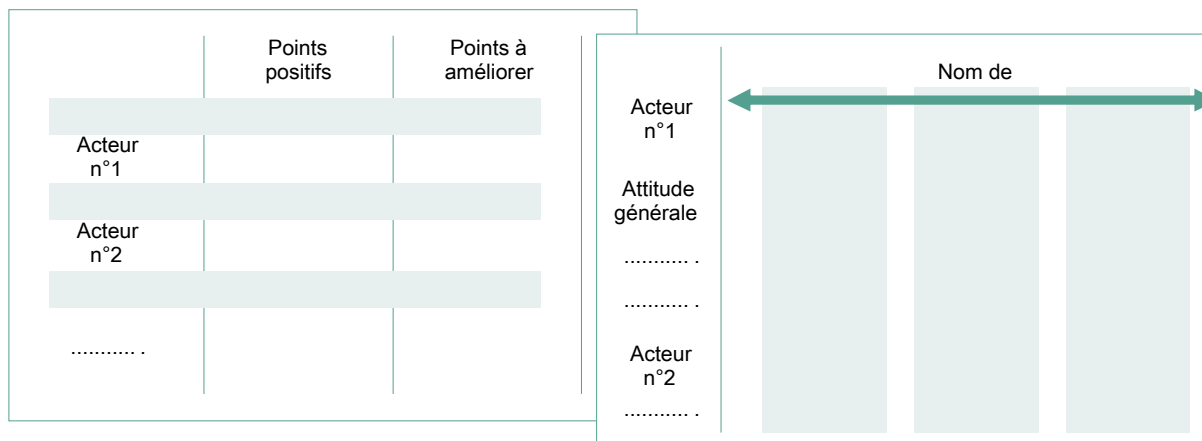 Points
positifs
Points à
améliorer
Acteur
n°1
Acteur
n°2
........... .
Nom de
Acteur
n°1
Attitude
générale
........... .
........... .
Acteur
n°2
........... .